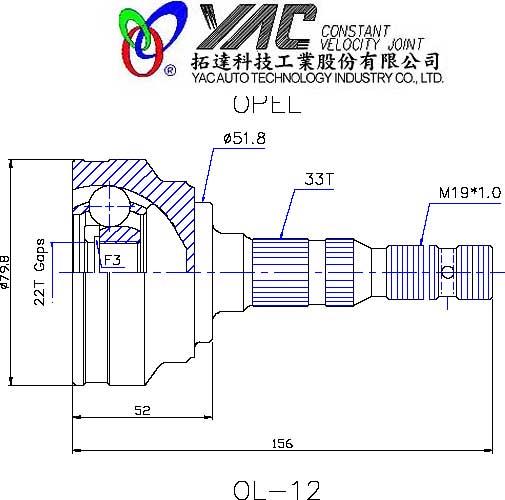 YAC CONSTANT
VELOCITY JOINT
®
拓達科技工業股份有限公司
YAC AUTO TECHNOLOGY INDUSTRY CO., LTD.
OPEL
ø51.8
33T
M19*1.0
ø79.8
22T Gaps
F3
52
156
OL-12